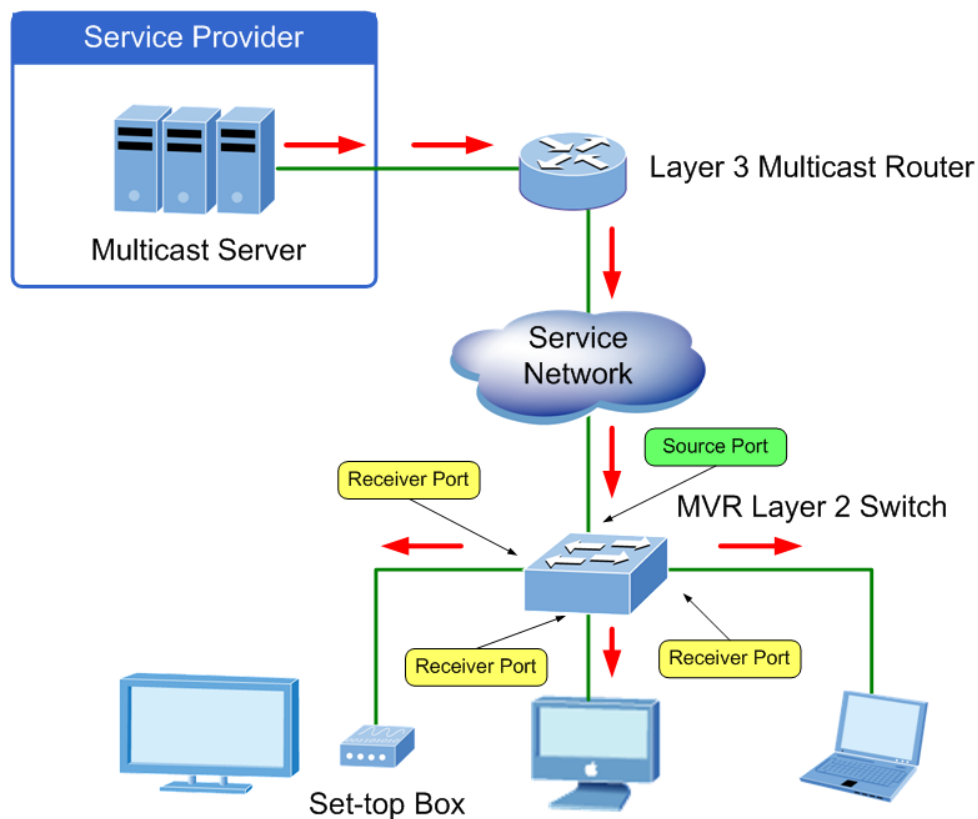 Service Provider
Multicast Server
Layer 3 Multicast Router
Service
Network
Source Port
Receiver Port
MVR Layer 2 Switch
Receiver Port
Receiver Port
Set-top Box